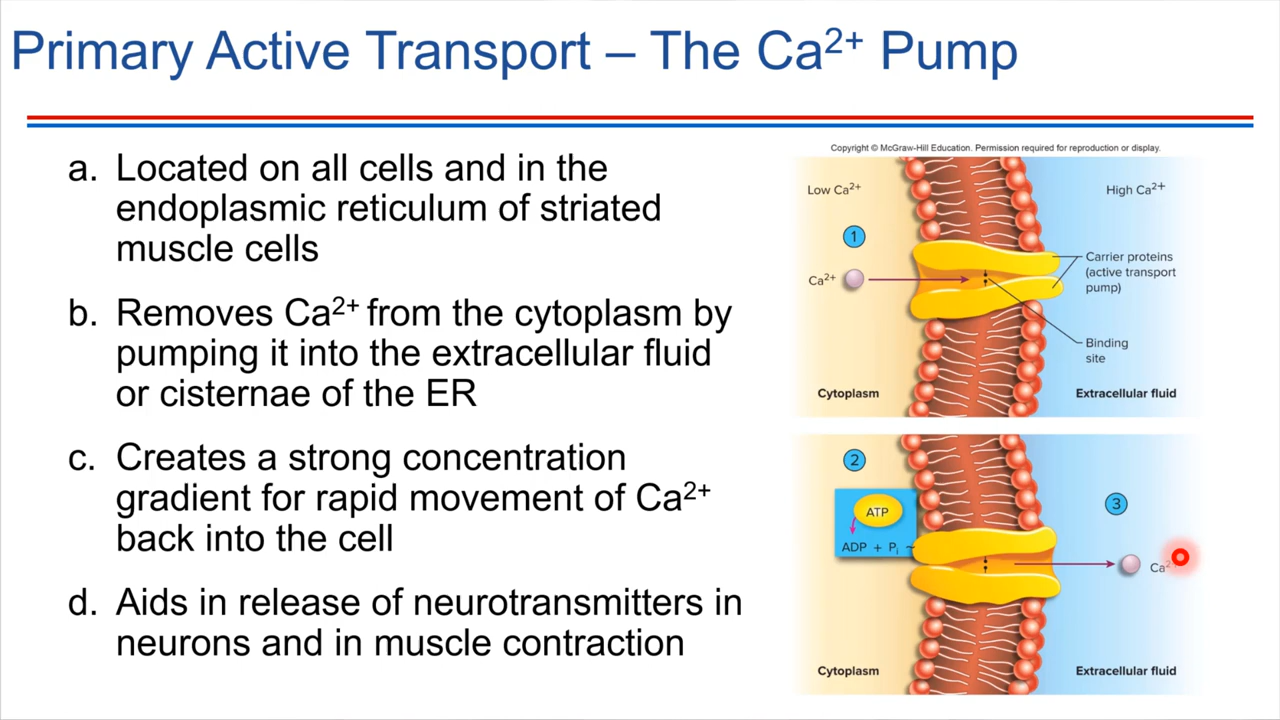 Primary Active Transport – The Ca2+ Pump
a. Located on all cells and in the
endoplasmic reticulum of striated
muscle cells
b. Removes Ca2+ from the cytoplasm by
pumping it into the extracellular fluid
or cisternae of the ER
c. Creates a strong concentration
gradient for rapid movement of Ca2+
back into the cell
d. Aids in release of neurotransmitters in
neurons and in muscle contraction
Copyright © McGraw-Hill Education. Permission required for reproduction or display.
Low Ca2+
High Ca2+
1
Ca2+
Carrier proteins
(active transport
pump)
Binding
site
Cytoplasm
Extracellular fluid
2
3
ATP
ADP + Pi
Cytoplasm
Extracellular fluid